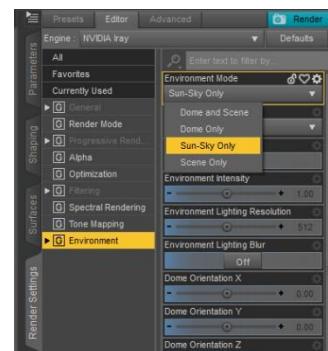 Presets Editor Advanced Render
Engine : NVIDIA Iray Defaults
Parameters
Shaping
Surfaces
Render Settings
All
Favorites
Currently Used
G General
G Render Mode
G Progressive Rend...
G Alpha
G Optimization
G Filtering
G Spectral Rendering
G Tone Mapping
G Environment
Enter text to filter by...
Environment Mode
Sun-Sky Only
Dome and Scene
Dome Only
Sun-Sky Only
Scene Only
Environment Intensity
1.00
Environment Lighting Resolution
512
Environment Lighting Blur
Off
Dome Orientation X
0.00
Dome Orientation Y
0.00
Dome Orientation Z